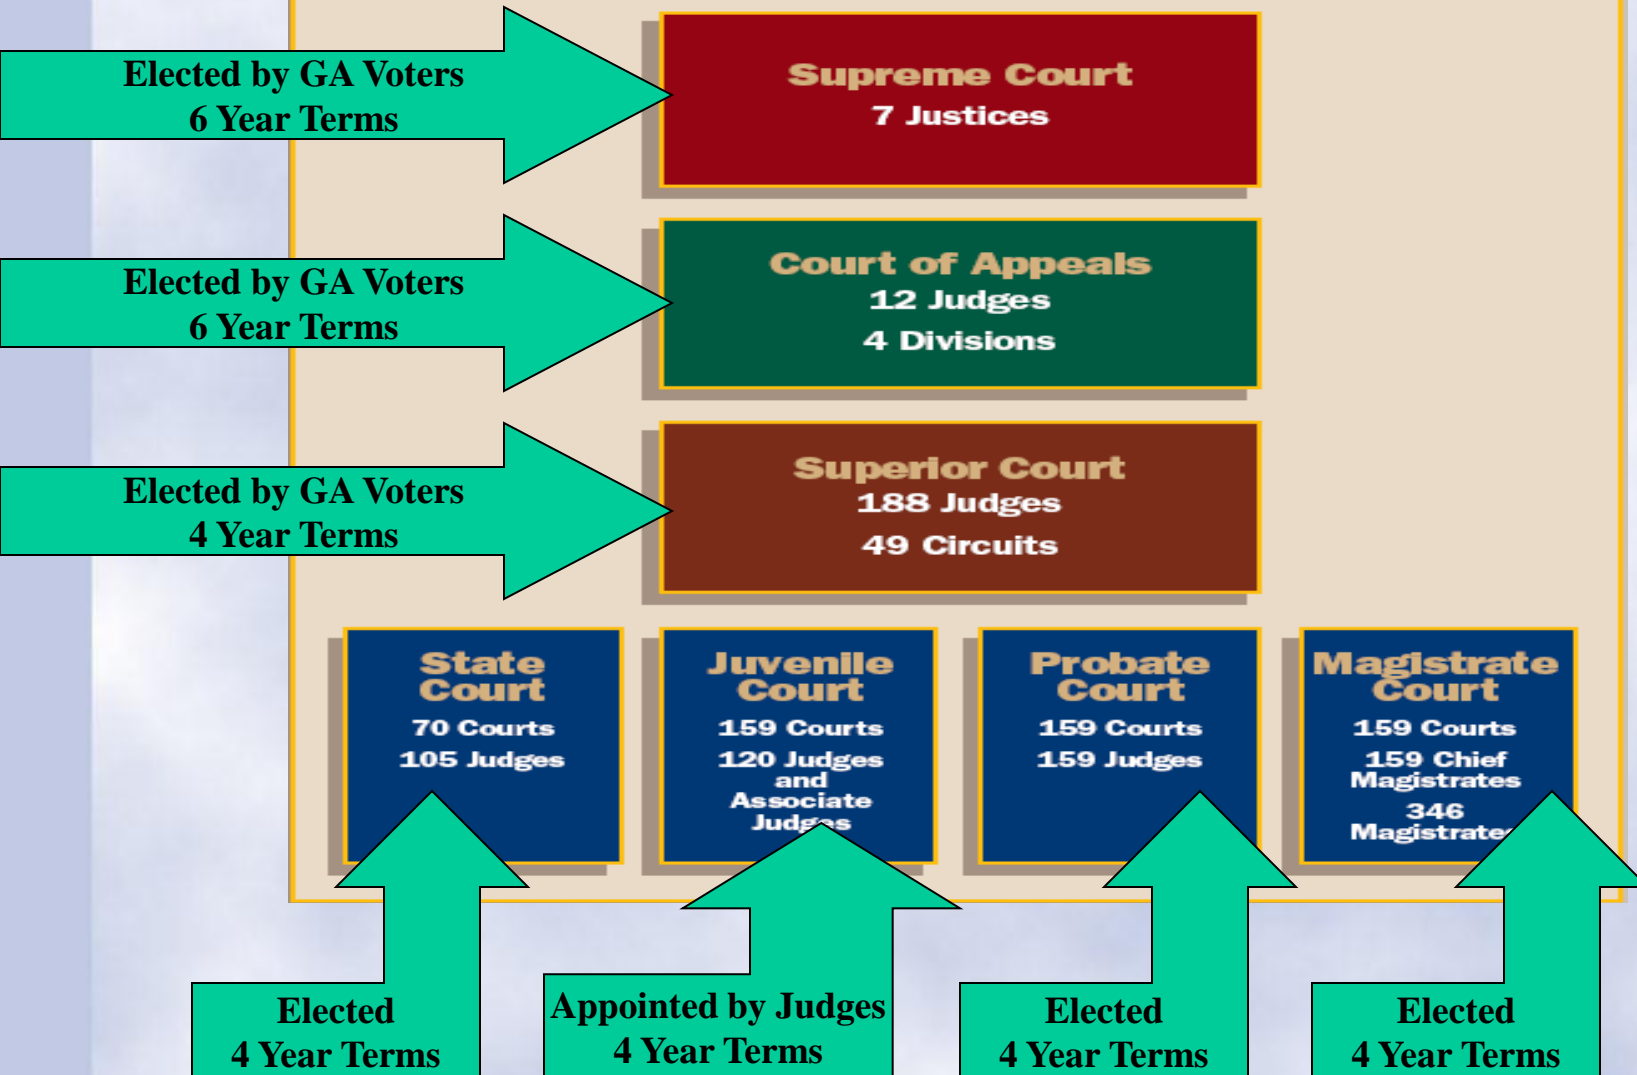 Elected by GA Voters
6 Year Terms
Supreme Court
7 Justices
Elected by GA Voters
6 Year Terms
Court of Appeals
12 Judges
4 Divisions
Elected by GA Voters
4 Year Terms
Superior Court
188 Judges
49 Circuits
State
Court
70 Courts
105 Judges
Juvenile
Court
159 Courts
120 Judges
and
Associate
Judges
Probate
Court
159 Courts
159 Judges
Magistrate
Court
159 Courts
159 Chief
Magistrates
346
Magistrates
Elected
4 Year Terms
Appointed by Judges
4 Year Terms
Elected
4 Year Terms
Elected
4 Year Terms